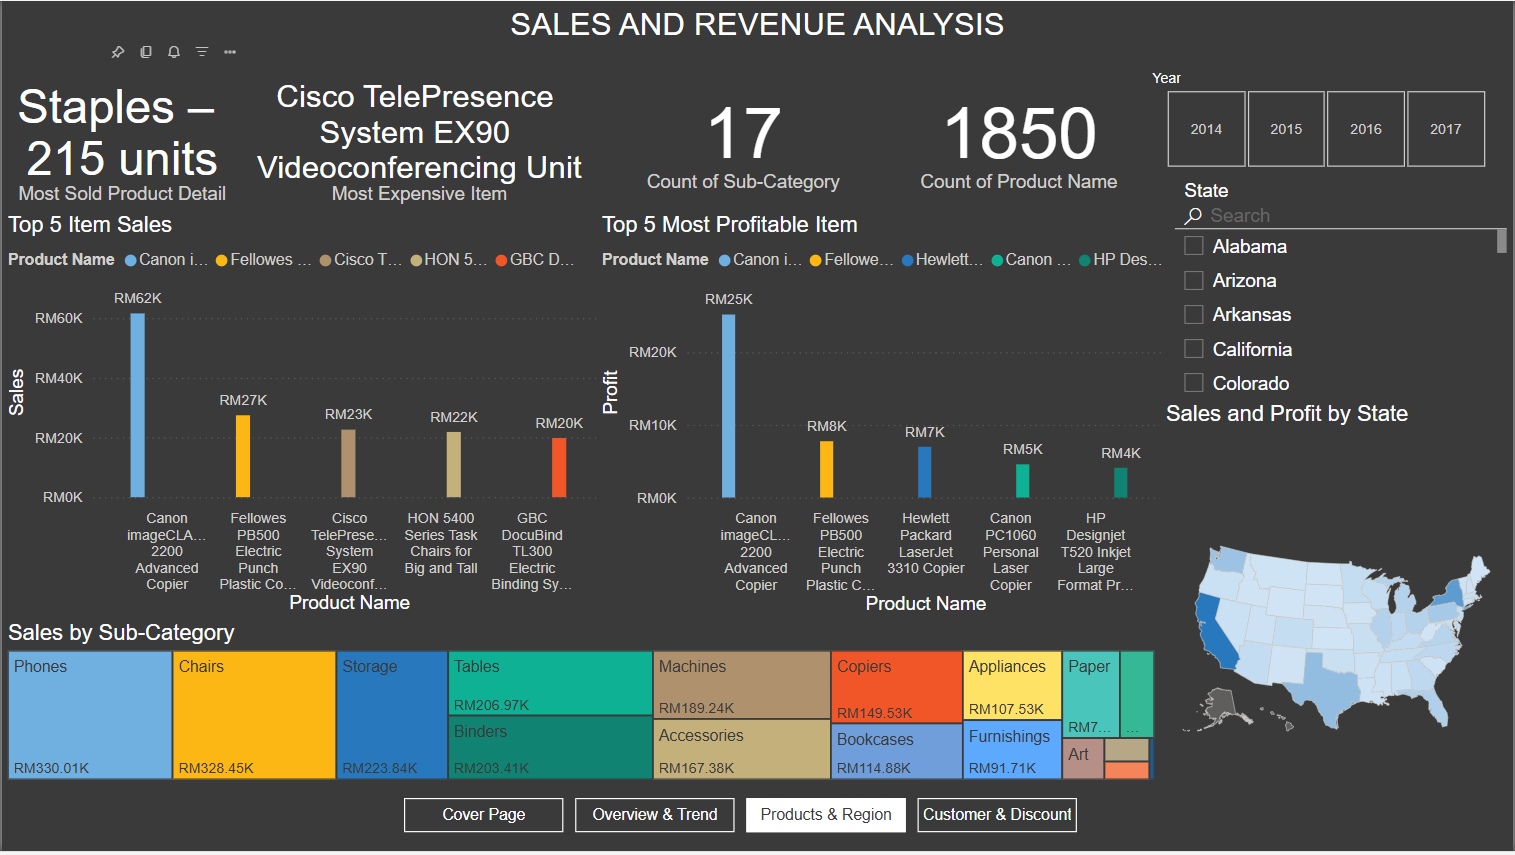 SALES AND REVENUE ANALYSIS
Staples –
215 units
Most Sold Product Detail
Cisco TelePresence
System EX90
Videoconferencing Unit
Most Expensive Item
17
Count of Sub-Category
1850
Count of Product Name
Year
2014 2015 2016 2017
State
Search
Alabama
Arizona
Arkansas
California
Colorado
Top 5 Item Sales
Product Name Canon i... Fellowes ... Cisco T... HON 5... GBC D...
Sales
RM60K
RM40K
RM20K
RM0K
RM62K
RM27K
RM23K
RM22K
RM20K
Canon
imageCLA...
2200
Advanced
Copier
Fellowes
PB500
Electric
Punch
Plastic Co...
Cisco
TelePrese...
System
EX90
Videoconf...
HON 5400
Series Task
Chairs for
Big and Tall
GBC
DocuBind
TL300
Electric
Binding Sy...
Product Name
Top 5 Most Profitable Item
Product Name Canon i... Fellowe... Hewlett... Canon ... HP Des...
Profit
RM20K
RM10K
RM0K
RM25K
RM8K
RM7K
RM5K
RM4K
Canon
imageCL...
2200
Advanced
Copier
Fellowes
PB500
Electric
Punch
Plastic C...
Hewlett
Packard
LaserJet
3310 Copier
Canon
PC1060
Personal
Laser
Copier
HP
Designjet
T520 Inkjet
Large
Format Pr...
Product Name
Sales and Profit by State
Sales by Sub-Category
Phones
RM330.01K
Chairs
RM328.45K
Storage
RM223.84K
Tables
RM206.97K
Binders
RM203.41K
Machines
RM189.24K
Accessories
RM167.38K
Copiers
RM149.53K
Bookcases
RM114.88K
Appliances
RM107.53K
Furnishings
RM91.71K
Paper
RM7...
...
Art
Cover Page
Overview & Trend
Products & Region
Customer & Discount